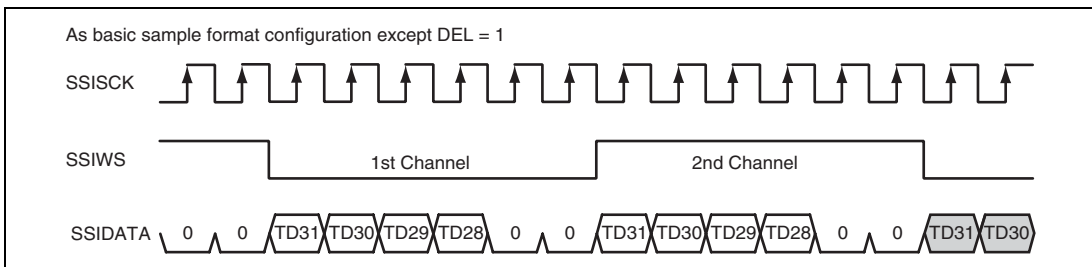 As basic sample format configuration except DEL = 1
SSISCK
SSIWS 1st Channel 2nd Channel
SSIDATA 0 0 TD31 TD30 TD29 TD28 0 0 TD31 TD30 TD29 TD28 0 0 TD31 TD30